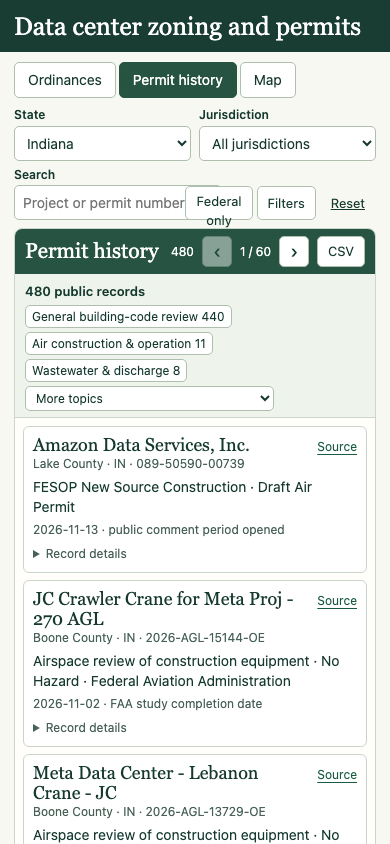 Data center zoning and permits
Ordinances
Permit history
Map
State
Jurisdiction
Indiana
All jurisdictions
Search
Project or permit number
Federal
only
Filters
Reset
Permit history
480
‹
1 / 60
›
CSV
480 public records
General building-code review 440
Air construction & operation 11
Wastewater & discharge 8
More topics
Amazon Data Services, Inc.
Source
Lake County · IN · 089-50590-00739
FESOP New Source Construction · Draft Air
Permit
2026-11-13 · public comment period opened
▶ Record details
JC Crawler Crane for Meta Proj -
270 AGL
Source
Boone County · IN · 2026-AGL-15144-OE
Airspace review of construction equipment · No
Hazard · Federal Aviation Administration
2026-11-02 · FAA study completion date
▶ Record details
Meta Data Center - Lebanon
Crane - JC
Source
Boone County · IN · 2026-AGL-13729-OE
Airspace review of construction equipment · No